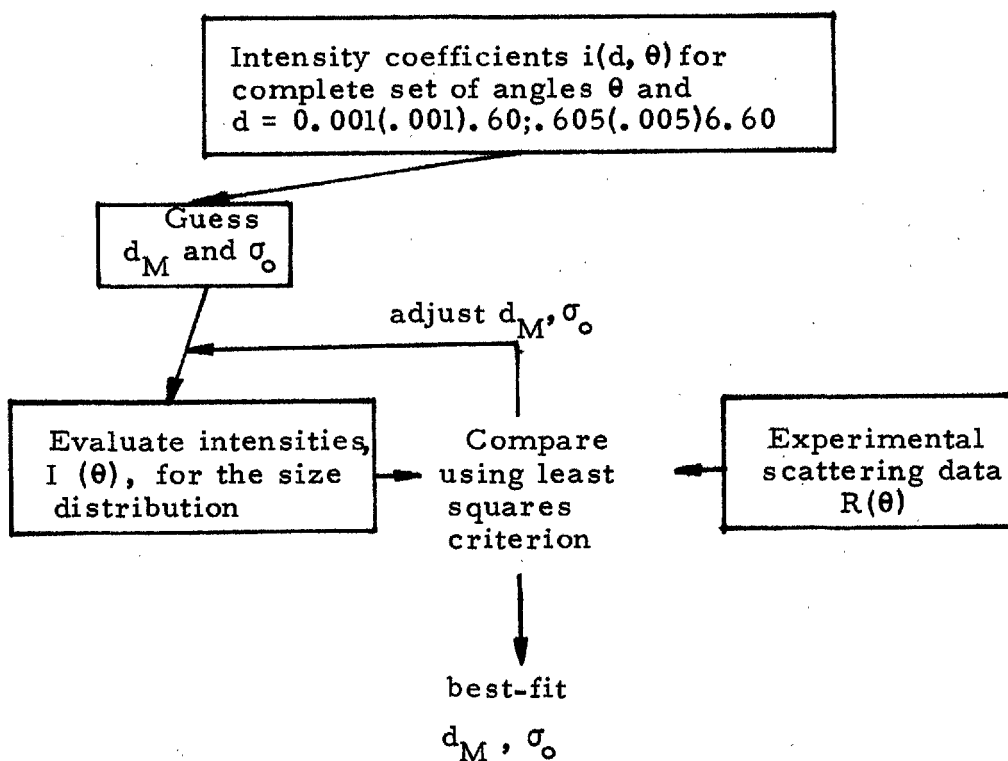 Intensity coefficients i(d, θ) for
complete set of angles θ and
d = 0.001(.001).60;.605(.005)6.60
Guess
d_M and σ_o
adjust d_M, σ_o
Evaluate intensities,
I (θ), for the size
distribution
Compare
using least
squares
criterion
Experimental
scattering data
R(θ)
best-fit
d_M , σ_o